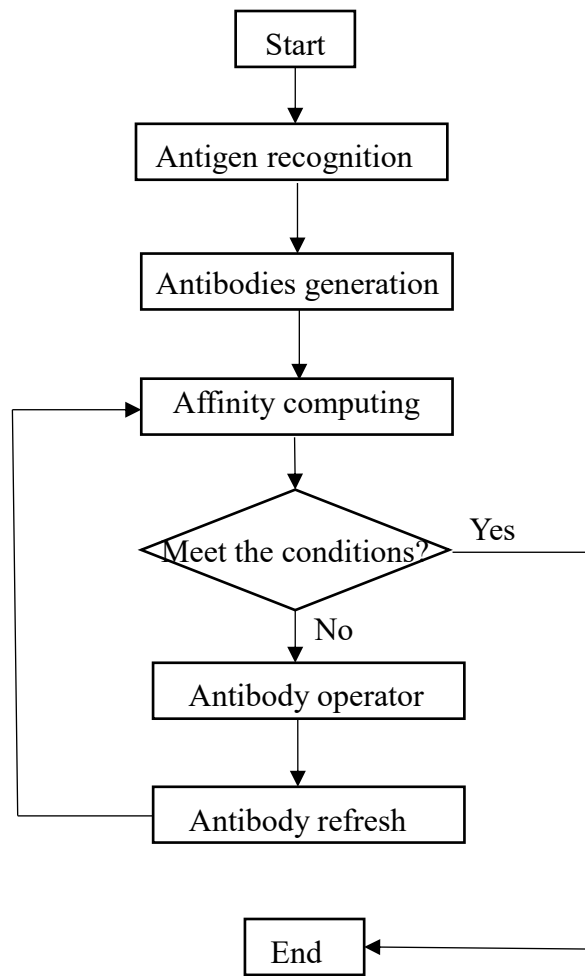 Start
Antigen recognition
Antibodies generation
Affinity computing
Meet the conditions?
Yes
No
Antibody operator
Antibody refresh
End